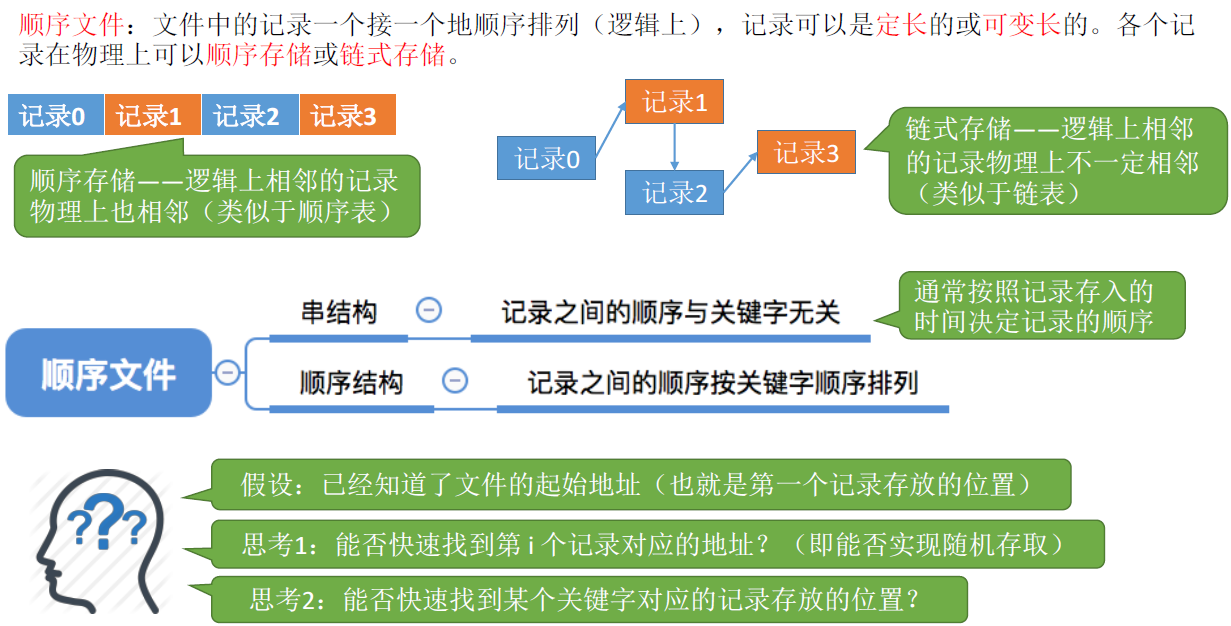 顺序文件：文件中的记录一个接一个地顺序排列（逻辑上），记录可以是定长的或可变长的。各个记
录在物理上可以顺序存储或链式存储。
记录0 记录1 记录2 记录3
顺序存储——逻辑上相邻的记录
物理上也相邻（类似于顺序表）
记录0
记录1
记录2
记录3
链式存储——逻辑上相邻
的记录物理上不一定相邻
（类似于链表）
顺序文件
串结构
记录之间的顺序与关键字无关
通常按照记录存入的
时间决定记录的顺序
顺序结构
记录之间的顺序按关键字顺序排列
???
假设：已经知道了文件的起始地址（也就是第一个记录存放的位置）
思考1：能否快速找到第 i 个记录对应的地址？（即能否实现随机存取）
思考2：能否快速找到某个关键字对应的记录存放的位置？